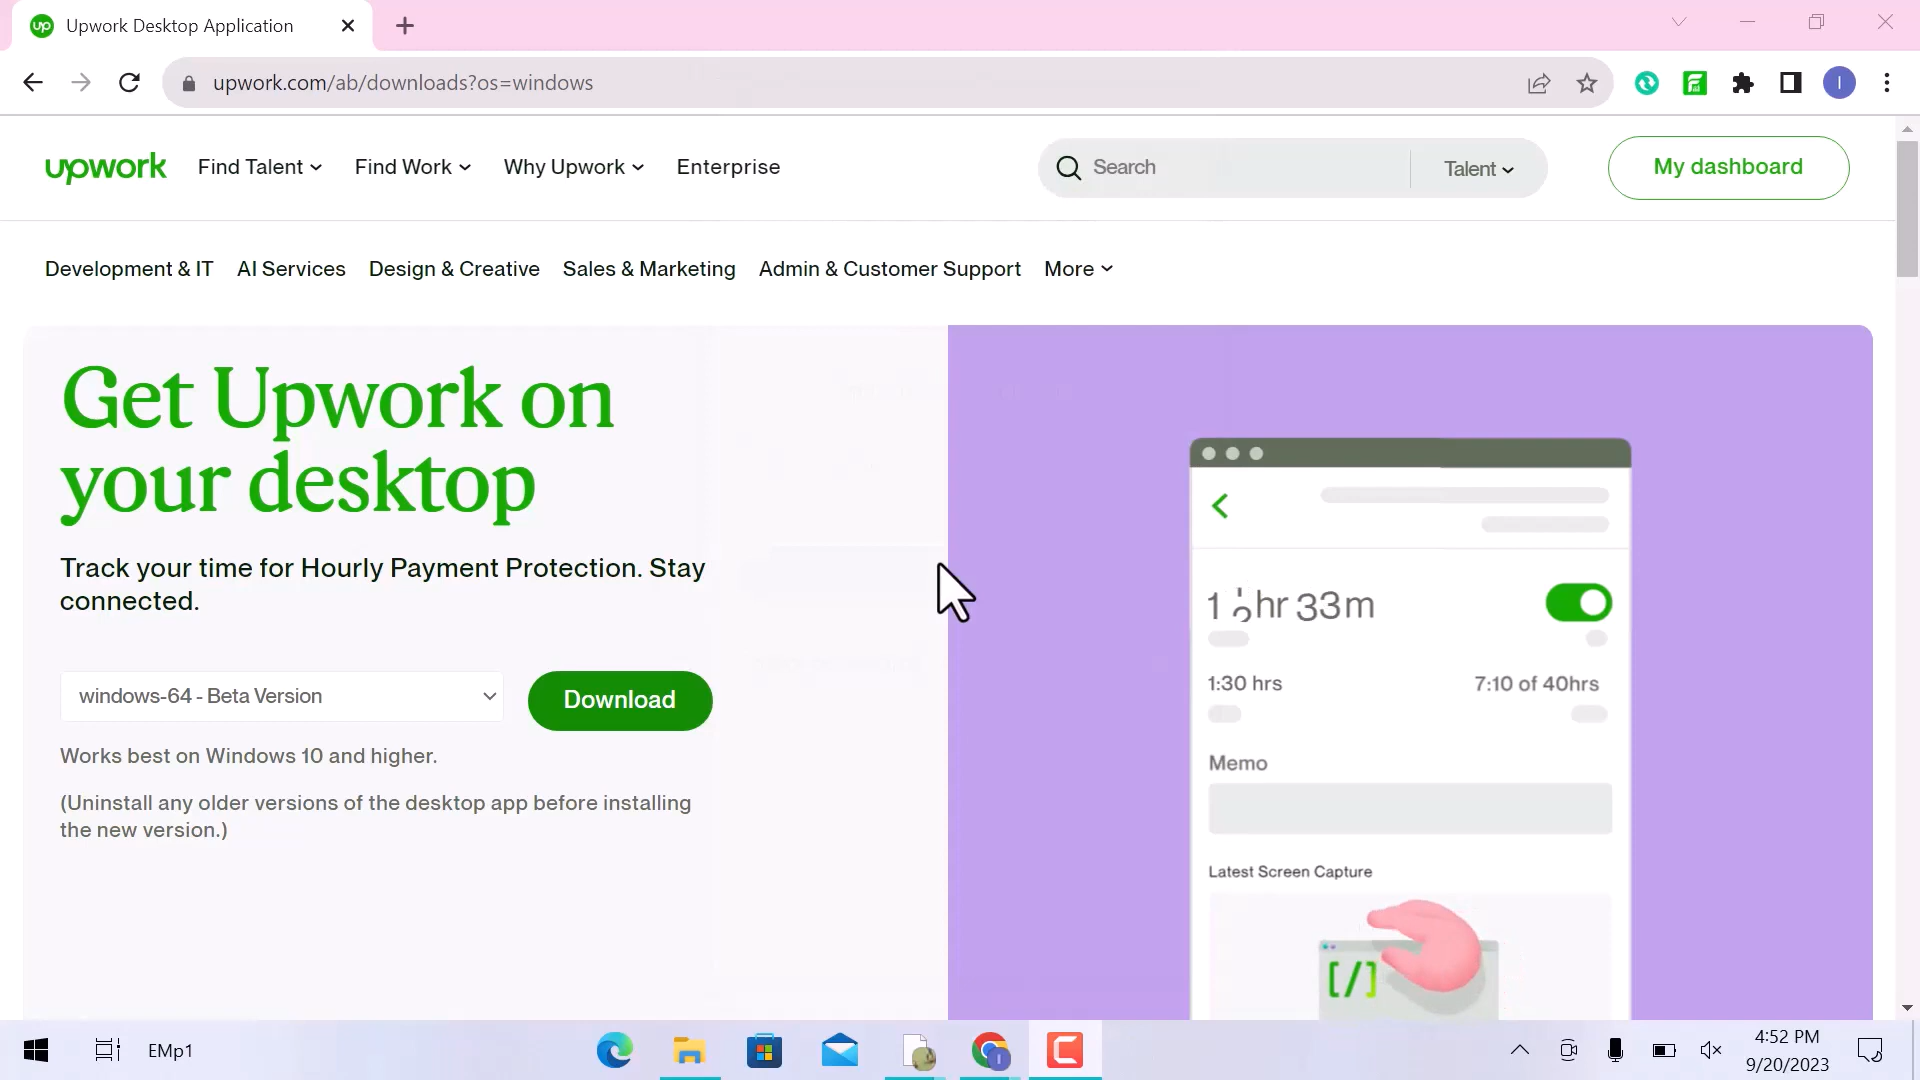 Upwork Desktop Application
upwork.com/ab/downloads?os=windows
I
upwork
Find Talent
Find Work
Why Upwork
Enterprise
Search
Talent
My dashboard
Development & IT
AI Services
Design & Creative
Sales & Marketing
Admin & Customer Support
More
Get Upwork on
your desktop
Track your time for Hourly Payment Protection. Stay
connected.
windows-64 - Beta Version
Download
Works best on Windows 10 and higher.
(Uninstall any older versions of the desktop app before installing
the new version.)
hr 33m
1:30 hrs
7:10 of 40hrs
Memo
Latest Screen Capture
[/]
EMp1
4:52 PM
9/20/2023